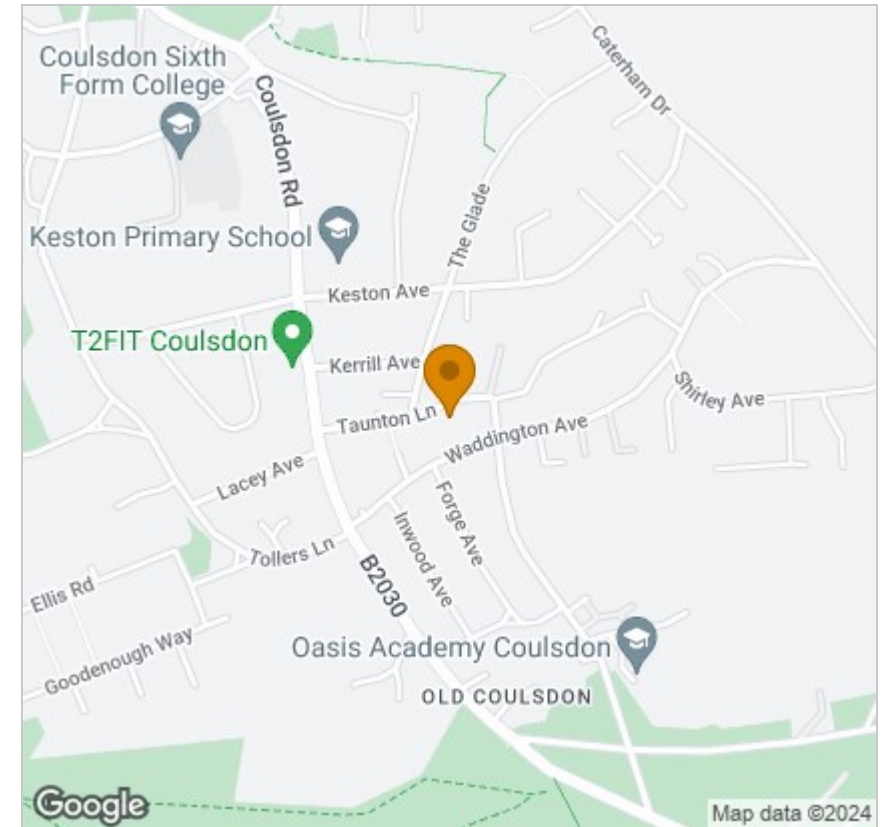 Coulsdon Sixth
Form College
Coulsdon Rd
Caterham Dr
The Glade
Keston Primary School
Keston Ave
T2FIT Coulsdon
Kerrill Ave
Shirley Ave
Taunton Ln
Waddington Ave
Lacey Ave
Forge Ave
Inwood Ave
Tollers Ln
B2030
Ellis Rd
Goodenough Way
Oasis Academy Coulsdon
OLD COULSDON
Google
Map data ©2024